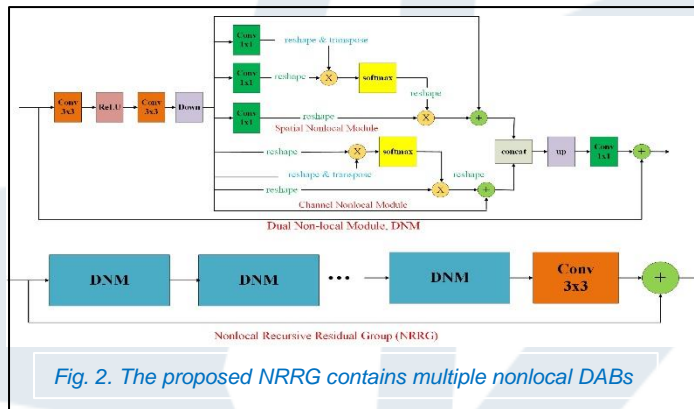 Conv
1x1
reshape & transpose
Conv
1x1
reshape
X
softmax
reshape
Conv
3x3
ReLU
Conv
3x3
Down
Conv
1x1
reshape
X
+
Spatial Nonlocal Module
concat
up
Conv
1x1
+
reshape
X
softmax
reshape & transpose
reshape
X
reshape
+
Channel Nonlocal Module
Dual Non-local Module, DNM
DNM
DNM
...
DNM
Conv
3x3
+
Nonlocal Recursive Residual Group (NRRG)
Fig. 2. The proposed NRRG contains multiple nonlocal DABs